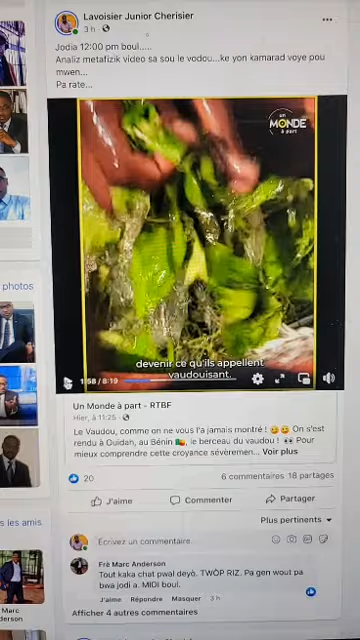 Lavoisier Junior Cherisier
3 h ·
Jodia 12:00 pm boul.....
Analiz metafizik video sa sou le vodou...ke yon kamarad voye pou
mwen...
Pa rate...
un
MONDE
à part
devenir ce qu'ils appellent
vaudouisant.
1:58 / 8:19
photos
Un Monde à part - RTBF
Hier, à 11:25 ·
Le Vaudou, comme on ne vous l'a jamais montré ! 😏😏 On s'est
rendu à Ouidah, au Bénin 🇧🇯, le berceau du vaudou ! 👀 Pour
mieux comprendre cette croyance sévèremen... Voir plus
20
6 commentaires 18 partages
J'aime
Commenter
Partager
Plus pertinents
s les amis
Écrivez un commentaire...
Frè Marc Anderson
Tout kaka chat pwal deyò. TWÒP RIZ. Pa gen wout pa
bwa jodi a. MIDI boul.
J'aime Répondre Masquer 3 h
Marc
derson
Afficher 4 autres commentaires